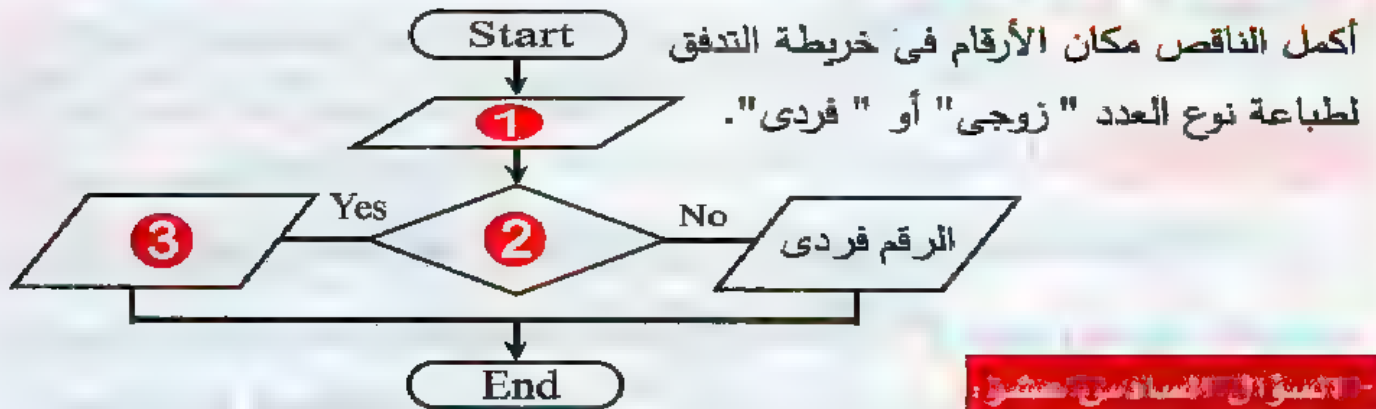 أكمل الناقص مكان الأرقام فى خريطة التدفق
لطباعة نوع العدد "زوجى" أو "فردى".
Start
1
Yes
2
No
3
الرقم فردى
End